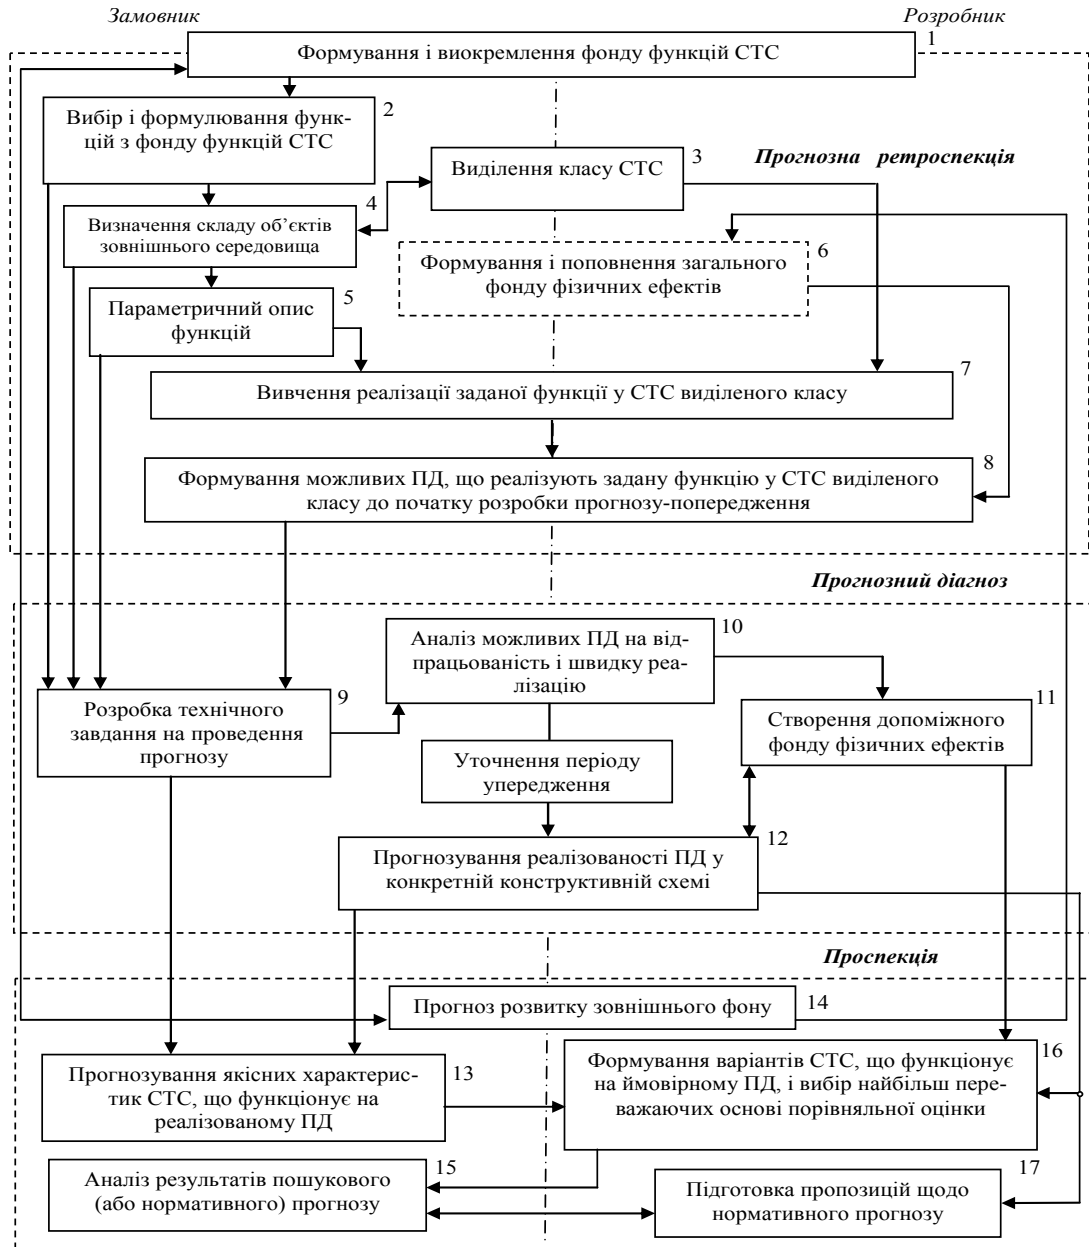 Замовник
Розробник
Формування і виокремлення фонду функцій СТС
1
Вибір і формулювання функ-
цій з фонду функцій СТС
2
Виділення класу СТС
3
Прогнозна ретроспекція
Визначення складу об’єктів
зовнішнього середовища
4
Формування і поповнення загального
фонду фізичних ефектів
6
Параметричний опис
функцій
5
Вивчення реалізації заданої функції у СТС виділеного класу
7
Формування можливих ПД, що реалізують задану функцію у СТС виділеного
класу до початку розробки прогнозу-попередження
8
Прогнозний діагноз
Аналіз можливих ПД на від-
працьованість і швидку реа-
лізацію
10
Розробка технічного
завдання на проведення
прогнозу
9
Створення допоміжного
фонду фізичних ефектів
11
Уточнення періоду
упередження
Прогнозування реалізованості ПД у
конкретній конструктивній схемі
12
Проспекція
Прогноз розвитку зовнішнього фону
14
Прогнозування якісних характерис-
тик СТС, що функціонує на
реалізованому ПД
13
Формування варіантів СТС, що функціонує
на ймовірному ПД, і вибір найбільш пере-
важаючих основі порівняльної оцінки
16
Аналіз результатів пошукового
(або нормативного) прогнозу
15
Підготовка пропозицій щодо
нормативного прогнозу
17